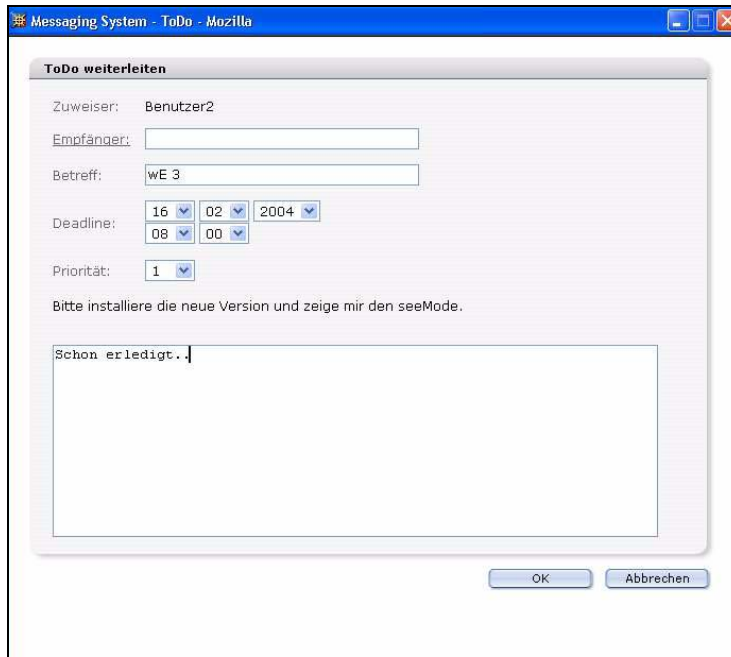 Messaging System - ToDo - Mozilla
ToDo weiterleiten
Zuweiser: Benutzer2
Empfänger:
Betreff: wE 3
Deadline: 16 02 2004
08 00
Priorität: 1
Bitte installiere die neue Version und zeige mir den seeMode.
Schon erledigt..
OK Abbrechen